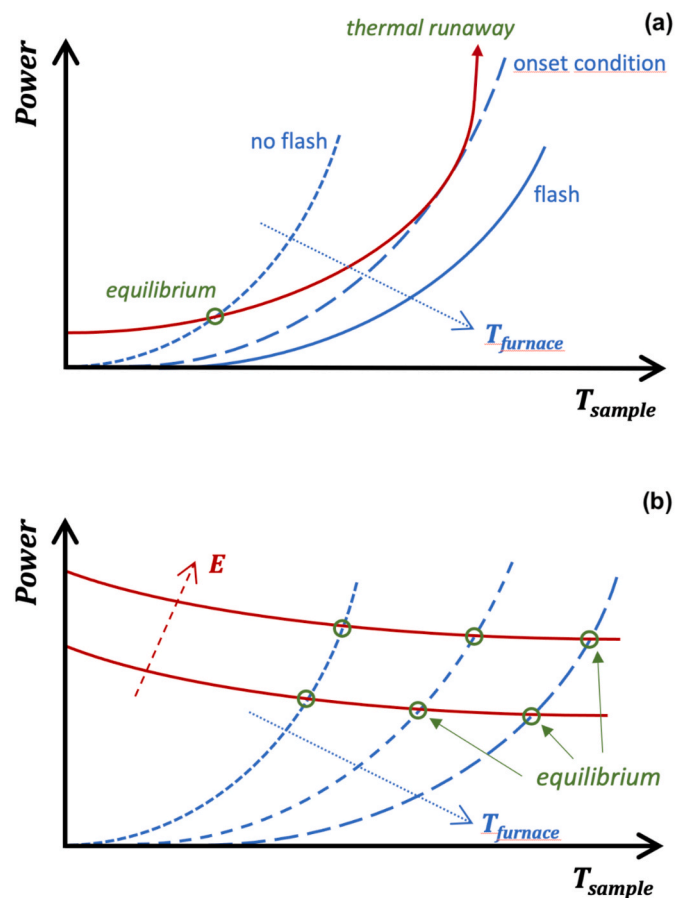 (a)
thermal runaway
Power
onset condition
no flash
flash
equilibrium
T_furnace
T_sample
(b)
Power
E
equilibrium
T_furnace
T_sample